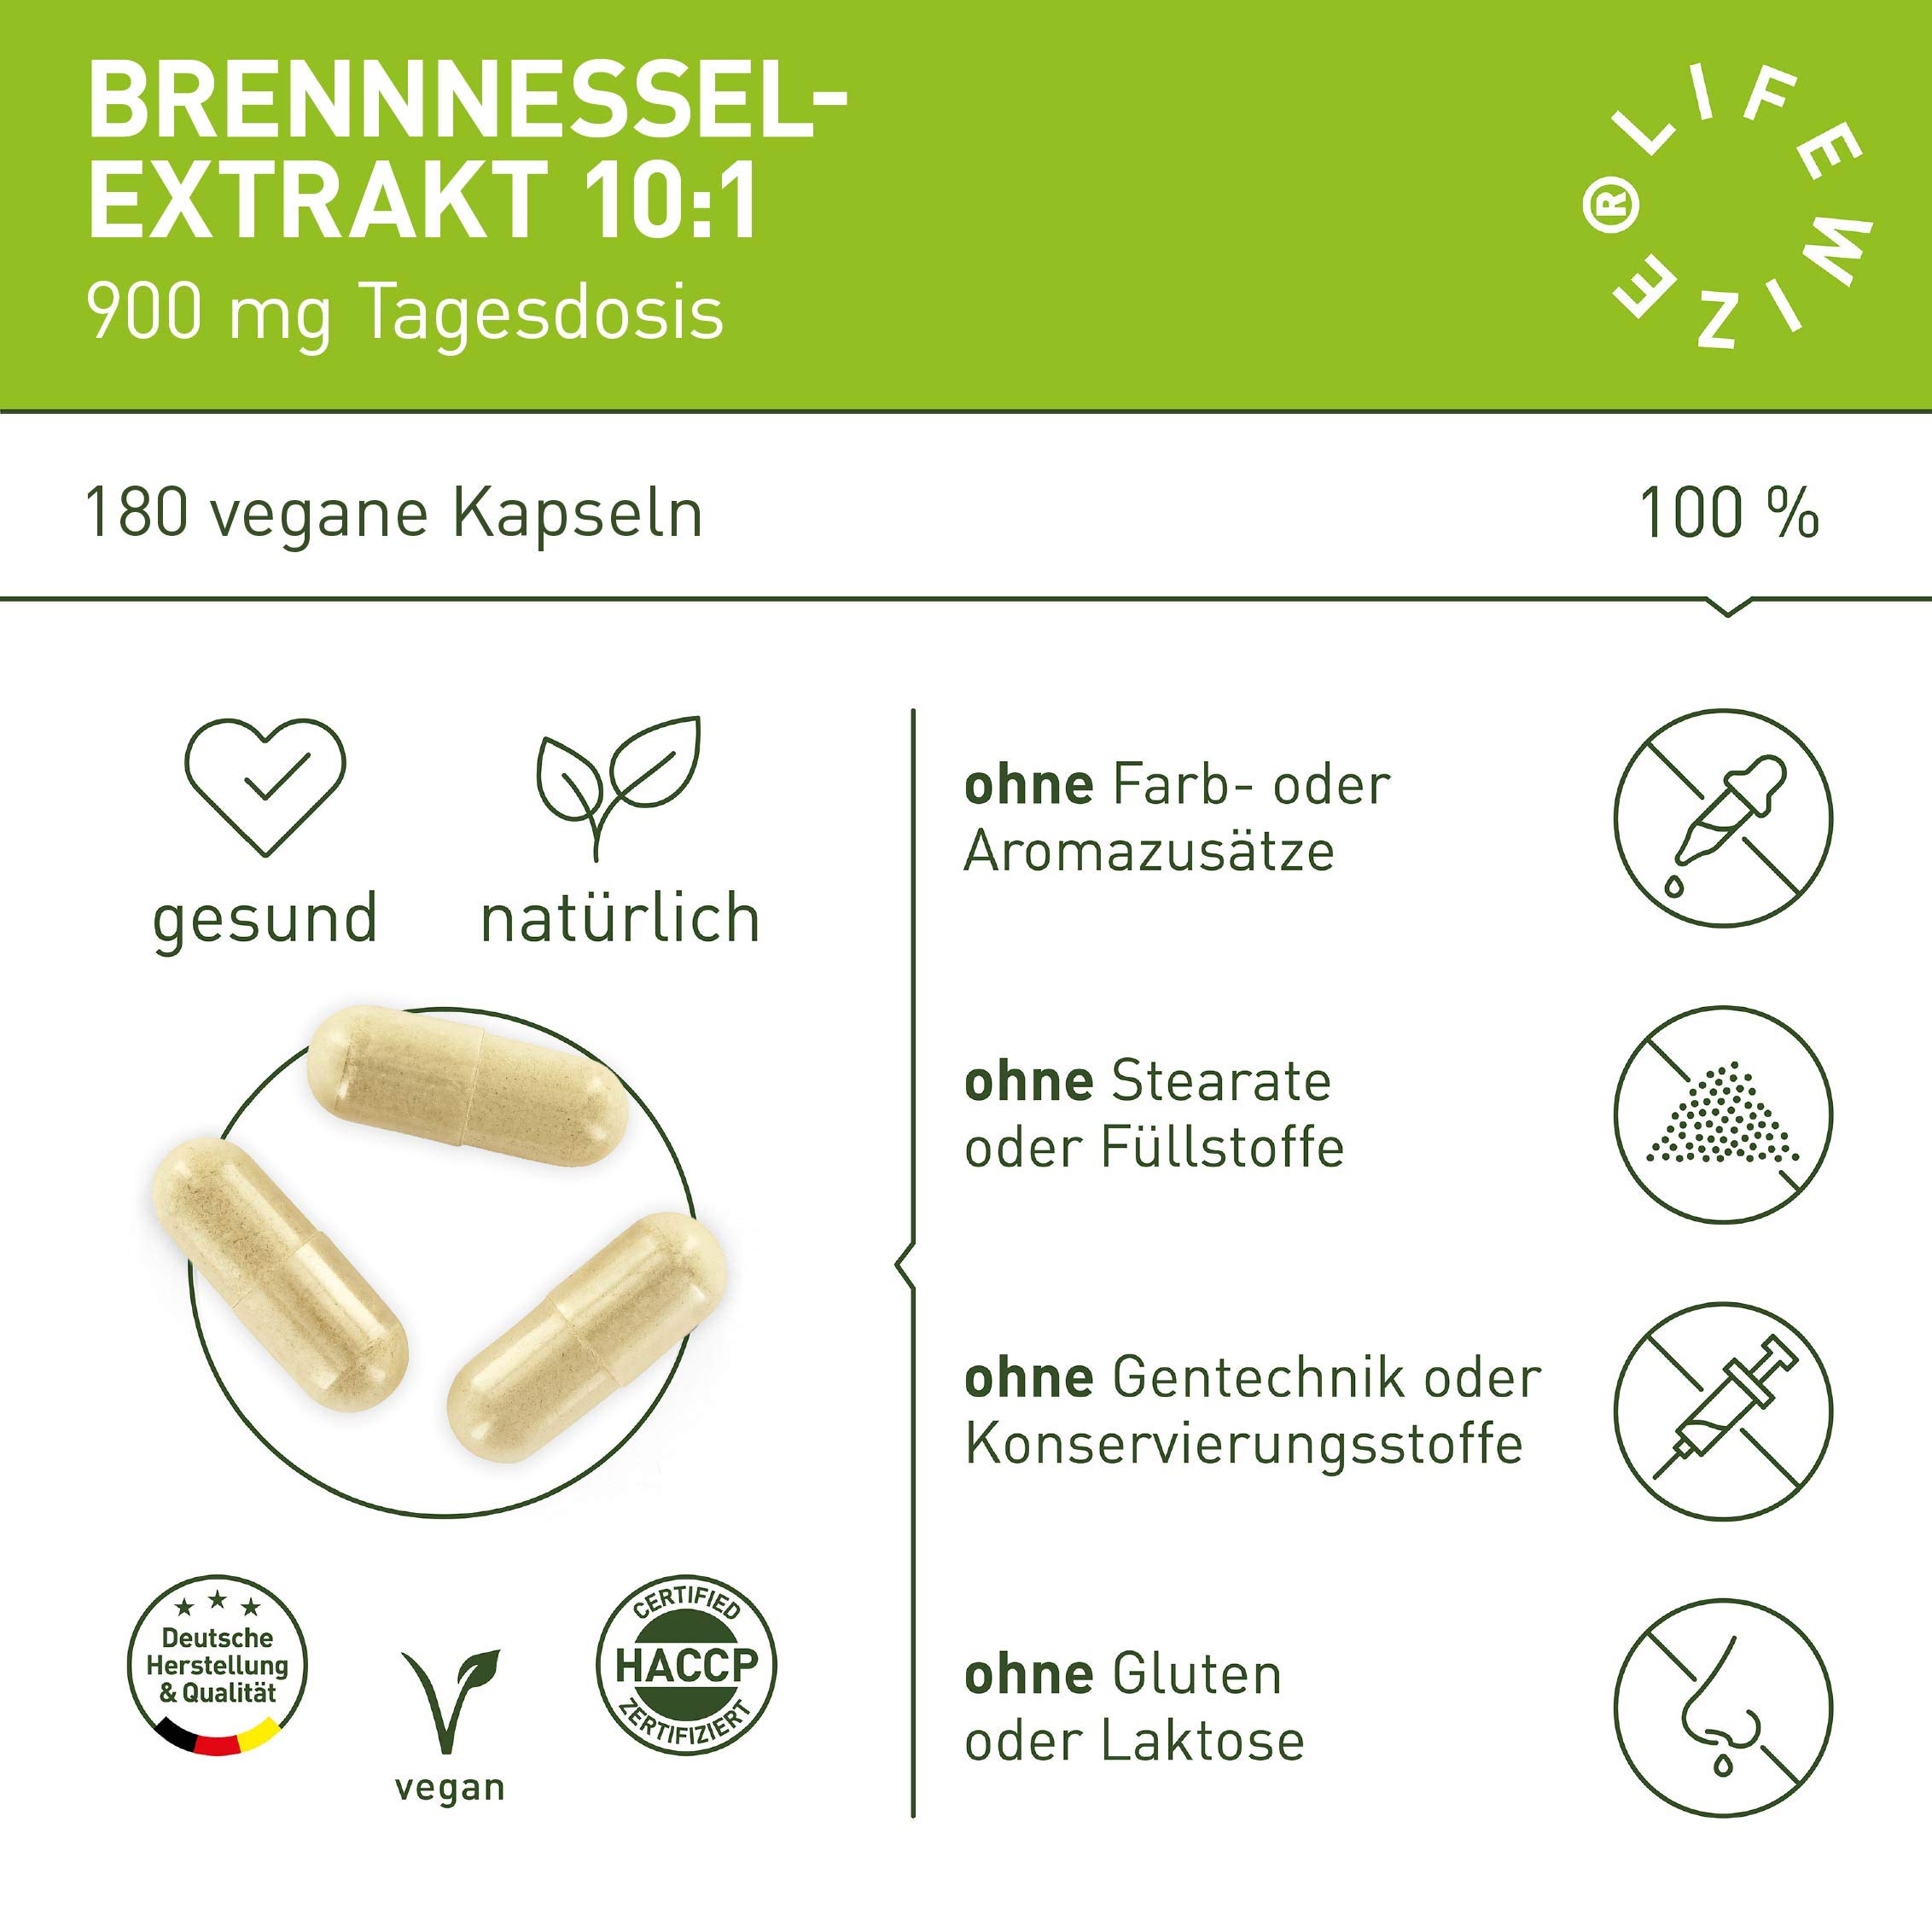 BRENNNESSEL-
EXTRAKT 10:1
900 mg Tagesdosis
LIFEWIZE®
180 vegane Kapseln
100 %
gesund
natürlich
ohne Farb- oder
Aromazusätze
ohne Stearate
oder Füllstoffe
ohne Gentechnik oder
Konservierungsstoffe
ohne Gluten
oder Laktose
Deutsche
Herstellung
& Qualität
vegan
CERTIFIED
HACCP
ZERTIFIZIERT